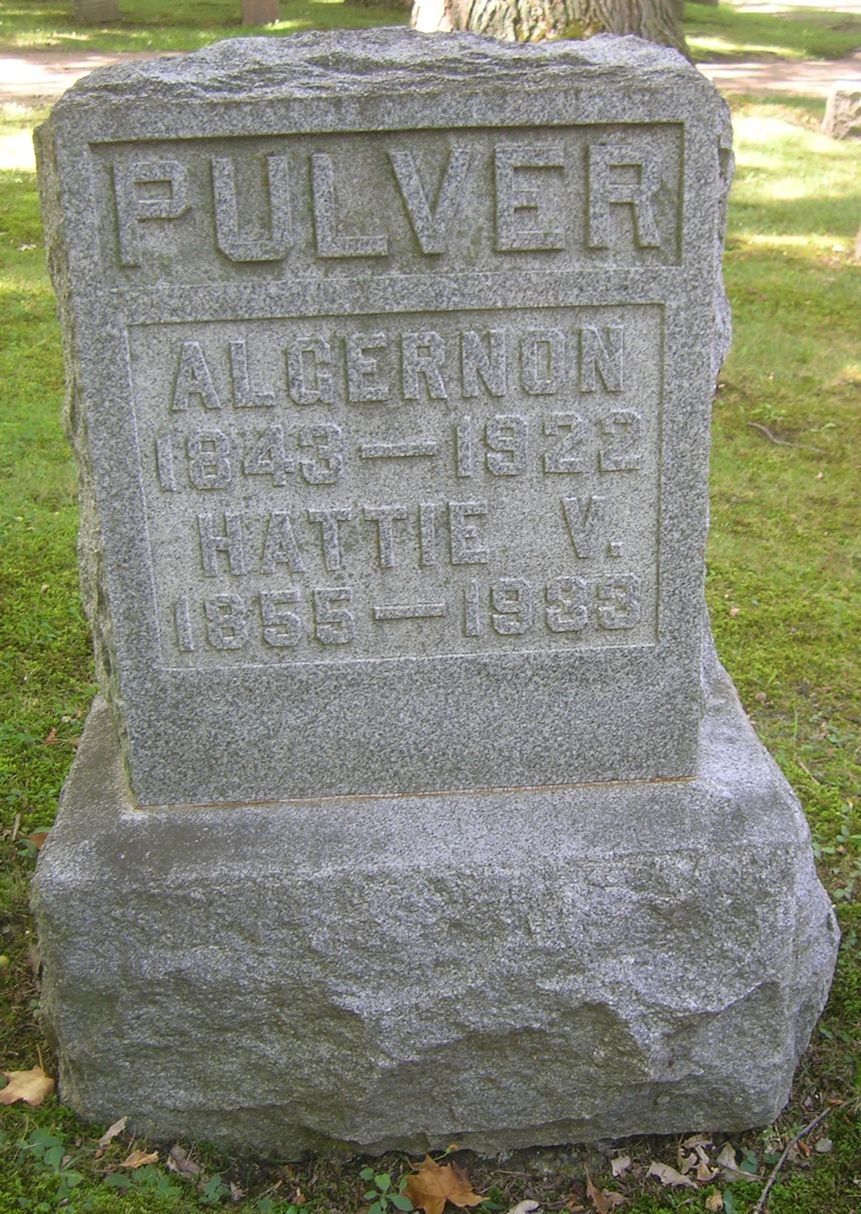 PULVER
ALGERNON
1843—1922
HATTIE V.
1855—1933